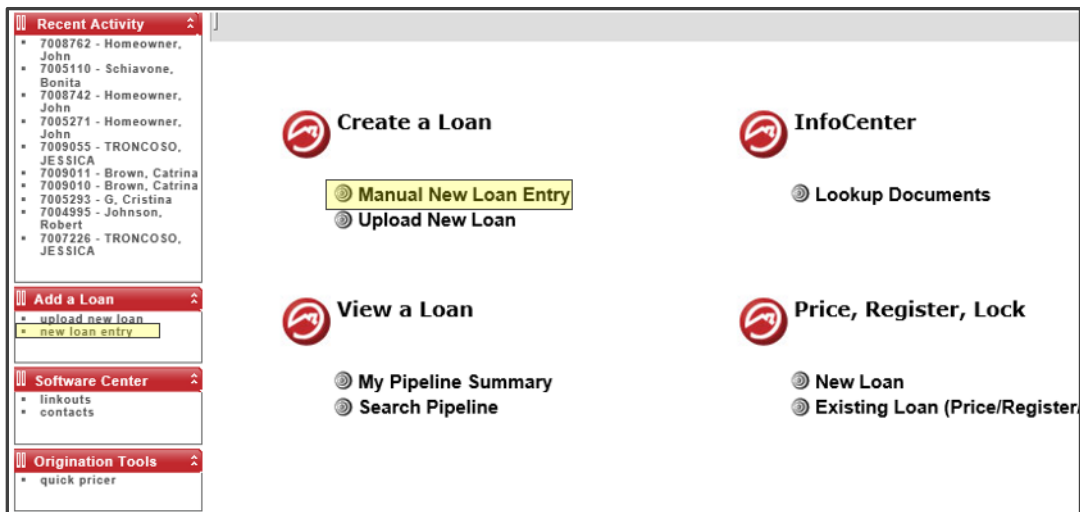 Recent Activity
7008762 - Homeowner,
John
7005110 - Schiavone,
Bonita
7008742 - Homeowner,
John
7005271 - Homeowner,
John
7009055 - TRONCOSO,
JESSICA
7009011 - Brown, Catrina
7009010 - Brown, Catrina
7005293 - G, Cristina
7004995 - Johnson,
Robert
7007226 - TRONCOSO,
JESSICA
Add a Loan
upload new loan
new loan entry
Software Center
linkouts
contacts
Origination Tools
quick pricer
Create a Loan
Manual New Loan Entry
Upload New Loan
InfoCenter
Lookup Documents
View a Loan
My Pipeline Summary
Search Pipeline
Price, Register, Lock
New Loan
Existing Loan (Price/Register/